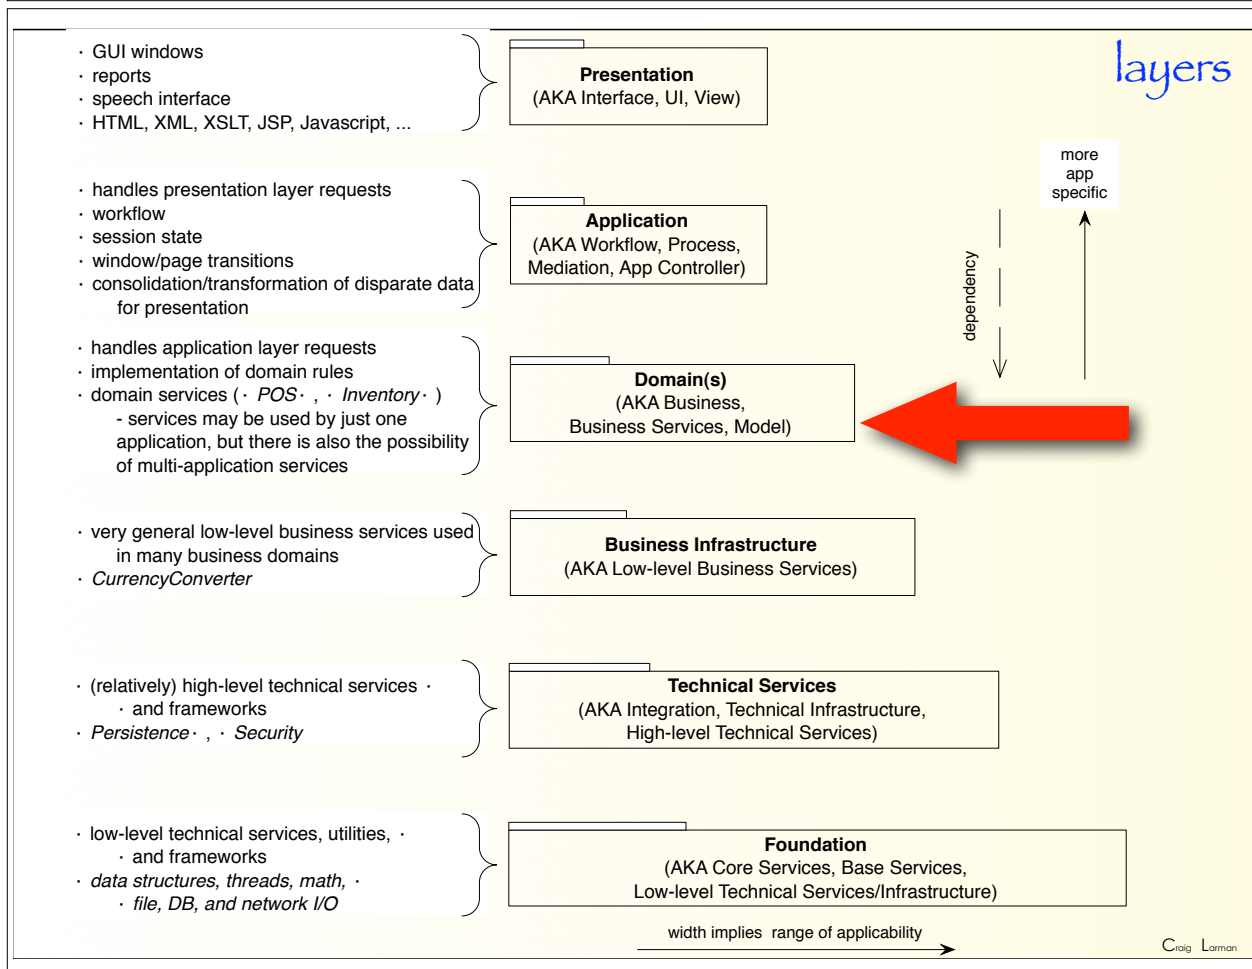 layers
· GUI windows
· reports
· speech interface
· HTML, XML, XSLT, JSP, Javascript, ...
Presentation
(AKA Interface, UI, View)
more
app
specific
· handles presentation layer requests
· workflow
· session state
· window/page transitions
· consolidation/transformation of disparate data
for presentation
Application
(AKA Workflow, Process,
Mediation, App Controller)
dependency
· handles application layer requests
· implementation of domain rules
· domain services ( · POS · , · Inventory · )
- services may be used by just one
application, but there is also the possibility
of multi-application services
Domain(s)
(AKA Business,
Business Services, Model)
· very general low-level business services used
in many business domains
· CurrencyConverter
Business Infrastructure
(AKA Low-level Business Services)
· (relatively) high-level technical services ·
· and frameworks
· Persistence · , · Security
Technical Services
(AKA Integration, Technical Infrastructure,
High-level Technical Services)
· low-level technical services, utilities, ·
· and frameworks
· data structures, threads, math, ·
· file, DB, and network I/O
Foundation
(AKA Core Services, Base Services,
Low-level Technical Services/Infrastructure)
width implies range of applicability
Craig Larman